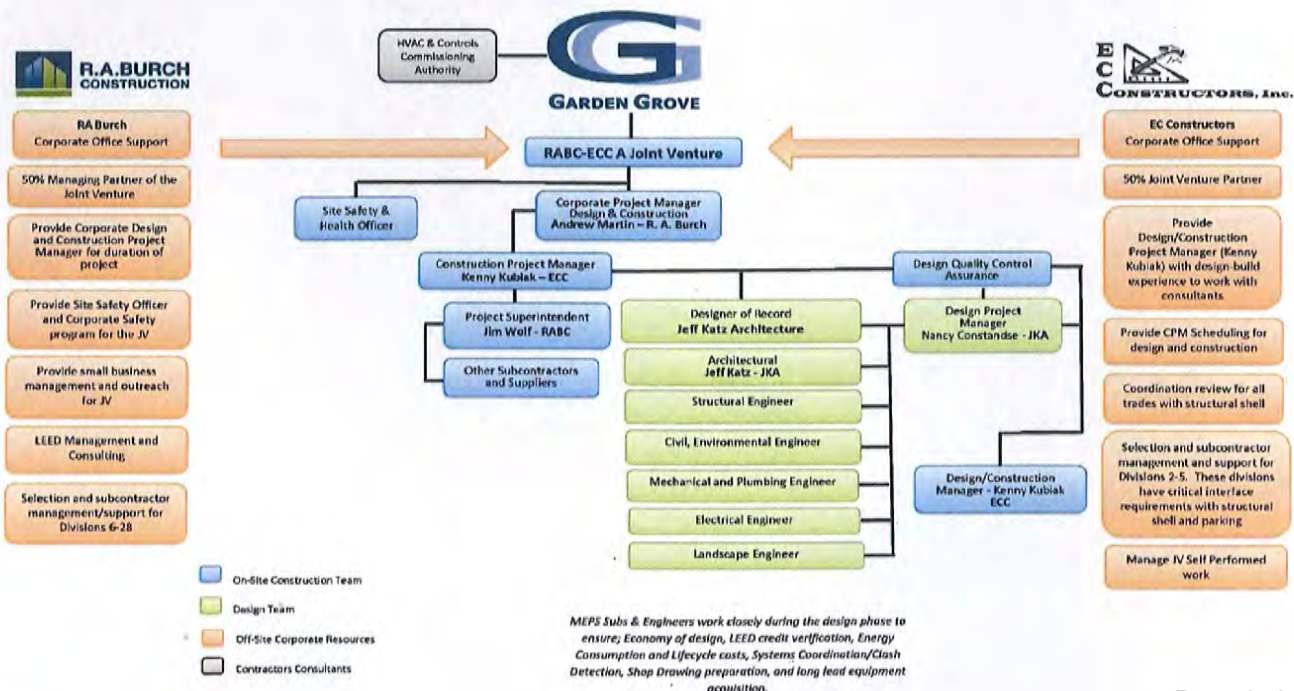 HVAC & Controls
Commissioning
Authority
GARDEN GROVE
R.A.BURCH
CONSTRUCTION
RA Burch
Corporate Office Support
50% Managing Partner of the
Joint Venture
Provide Corporate Design
and Construction Project
Manager for duration of
project
Provide Site Safety Officer
and Corporate Safety
program for the JV
Provide small business
management and outreach
for JV
LEED Management and
Consulting
Selection and subcontractor
management/support for
Divisions 6-28
RABC-ECC A Joint Venture
Site Safety &
Health Officer
Corporate Project Manager
Design & Construction
Andrew Martin – R. A. Burch
Construction Project Manager
Kenny Kubiak – ECC
Project Superintendent
Jim Wolf - RABC
Other Subcontractors
and Suppliers
Designer of Record
Jeff Katz Architecture
Architectural
Jeff Katz - JKA
Structural Engineer
Civil, Environmental Engineer
Mechanical and Plumbing Engineer
Electrical Engineer
Landscape Engineer
Design Quality Control
Assurance
Design Project
Manager
Nancy Constandse - JKA
Design/Construction
Manager - Kenny Kubiak
ECC
E
C
CONSTRUCTORS, Inc.
EC Constructors
Corporate Office Support
50% Joint Venture Partner
Provide
Design/Construction
Project Manager (Kenny
Kubiak) with design-build
experience to work with
consultants
Provide CPM Scheduling for
design and construction
Coordination review for all
trades with structural shell
Selection and subcontractor
management and support for
Divisions 2-5. These divisions
have critical interface
requirements with structural
shell and parking
Manage JV Self Performed
work
On-Site Construction Team
Design Team
Off-Site Corporate Resources
Contractors Consultants
MEPS Subs & Engineers work closely during the design phase to
ensure; Economy of design, LEED credit verification, Energy
Consumption and Lifecycle costs, Systems Coordination/Clash
Detection, Shop Drawing preparation, and long lead equipment
acquisition.